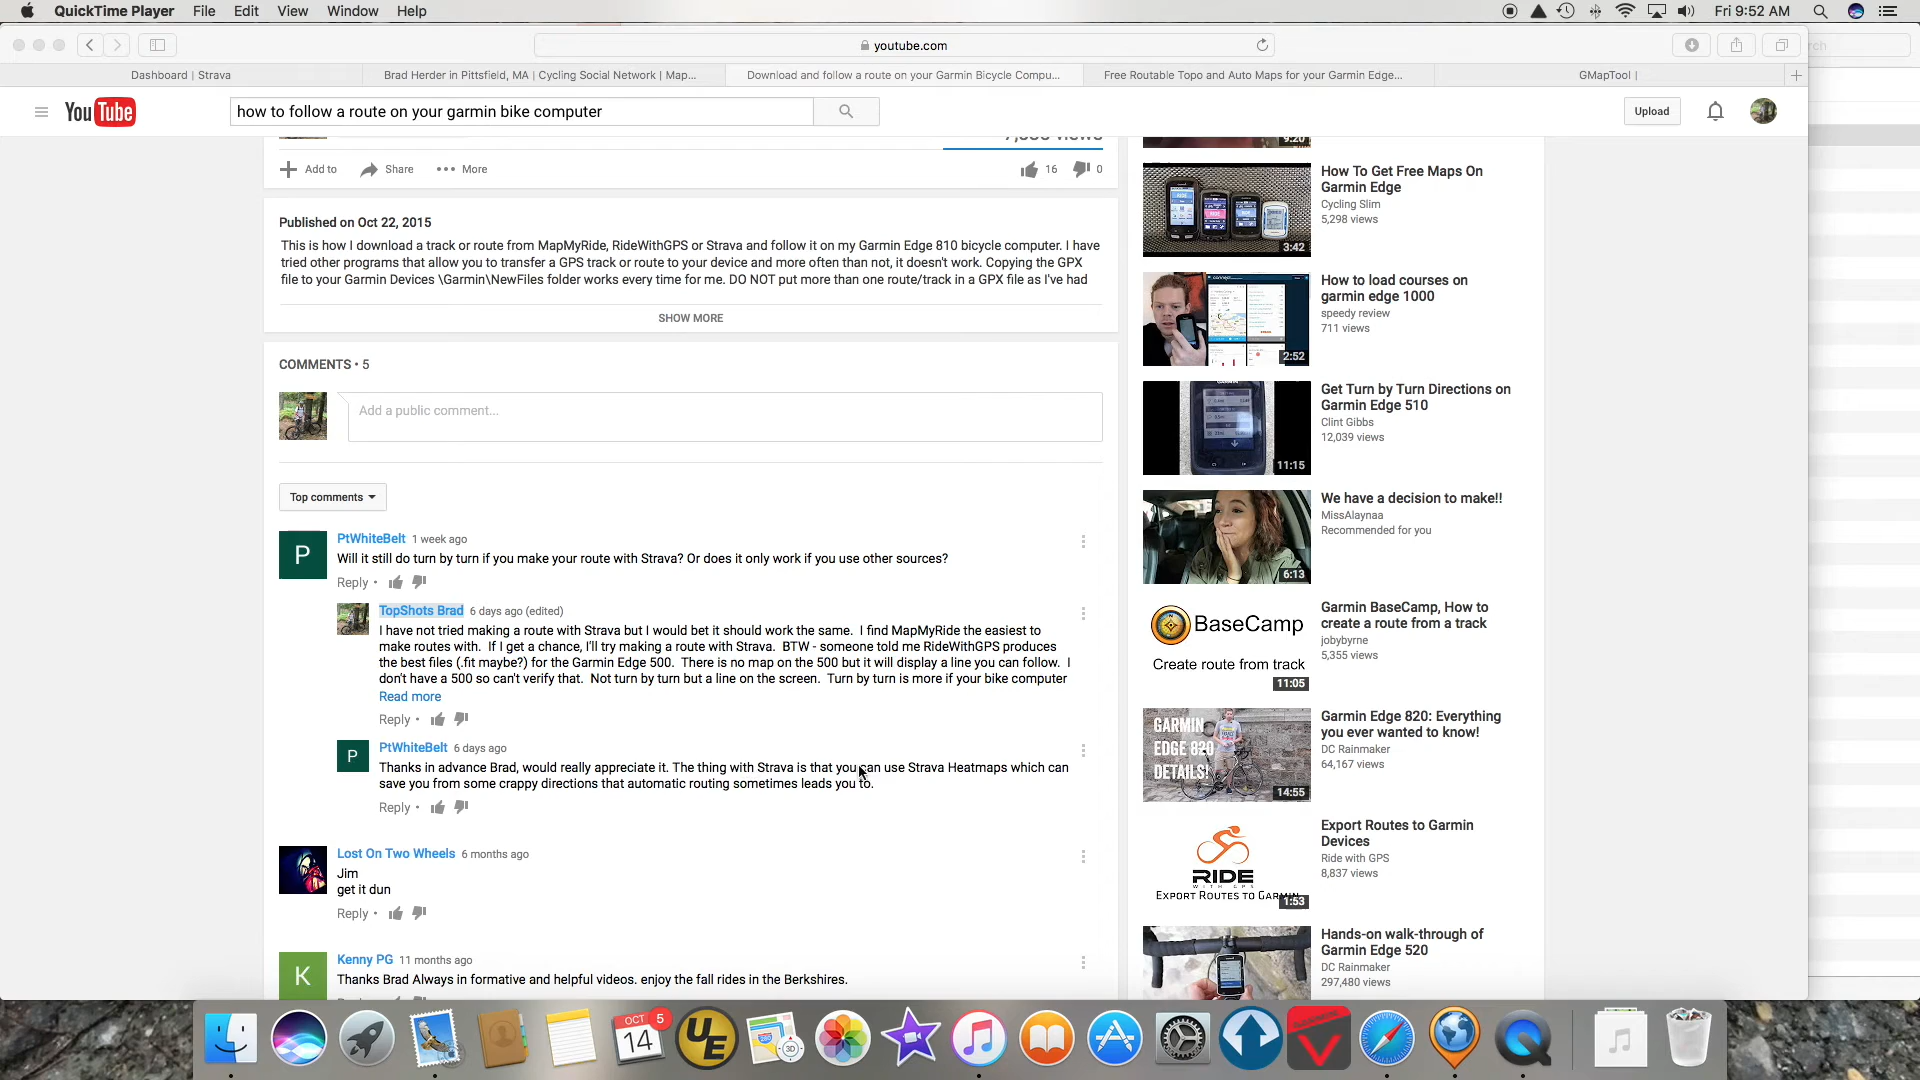 QuickTime Player File Edit View Window Help
Fri 9:52 AM
youtube.com
Dashboard | Strava
Brad Herder in Pittsfield, MA | Cycling Social Network | Map...
Download and follow a route on your Garmin Bicycle Compu...
Free Routable Topo and Auto Maps for your Garmin Edge...
GMapTool |
YouTube
how to follow a route on your garmin bike computer
Upload
Add to Share More
16 0
Published on Oct 22, 2015
This is how I download a track or route from MapMyRide, RideWithGPS or Strava and follow it on my Garmin Edge 810 bicycle computer. I have
tried other programs that allow you to transfer a GPS track or route to your device and more often than not, it doesn't work. Copying the GPX
file to your Garmin Devices \Garmin\NewFiles folder works every time for me. DO NOT put more than one route/track in a GPX file as I've had
SHOW MORE
COMMENTS • 5
Add a public comment...
Top comments
P
PtWhiteBelt 1 week ago
Will it still do turn by turn if you make your route with Strava? Or does it only work if you use other sources?
Reply •
TopShots Brad 6 days ago (edited)
I have not tried making a route with Strava but I would bet it should work the same. I find MapMyRide the easiest to
make routes with. If I get a chance, I'll try making a route with Strava. BTW - someone told me RideWithGPS produces
the best files (.fit maybe?) for the Garmin Edge 500. There is no map on the 500 but it will display a line you can follow. I
don't have a 500 so can't verify that. Not turn by turn but a line on the screen. Turn by turn is more if your bike computer
Read more
Reply •
P
PtWhiteBelt 6 days ago
Thanks in advance Brad, would really appreciate it. The thing with Strava is that you can use Strava Heatmaps which can
save you from some crappy directions that automatic routing sometimes leads you to.
Reply •
Lost On Two Wheels 6 months ago
Jim
get it dun
Reply •
K
Kenny PG 11 months ago
Thanks Brad Always in formative and helpful videos. enjoy the fall rides in the Berkshires.
How To Get Free Maps On
Garmin Edge
Cycling Slim
5,298 views
3:42
How to load courses on
garmin edge 1000
speedy review
711 views
2:52
Get Turn by Turn Directions on
Garmin Edge 510
Clint Gibbs
12,039 views
11:15
We have a decision to make!!
MissAlaynaa
Recommended for you
6:13
BaseCamp
Create route from track
11:05
Garmin BaseCamp, How to
create a route from a track
jobybyrne
5,355 views
GARMIN
EDGE 820
DETAILS!
14:55
Garmin Edge 820: Everything
you ever wanted to know!
DC Rainmaker
64,167 views
RIDE
WITH GPS
EXPORT ROUTES TO
1:53
Export Routes to Garmin
Devices
Ride with GPS
8,837 views
Hands-on walk-through of
Garmin Edge 520
DC Rainmaker
297,480 views
OCT
14
5
UE
3D